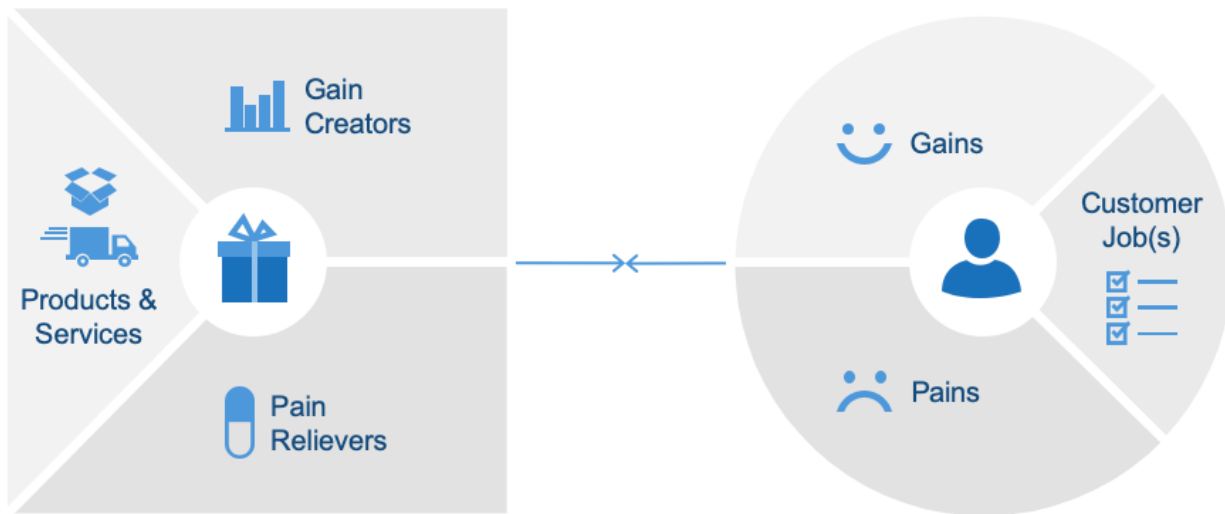 Gain
Creators
Products &
Services
Pain
Relievers
Gains
Customer
Job(s)
Pains